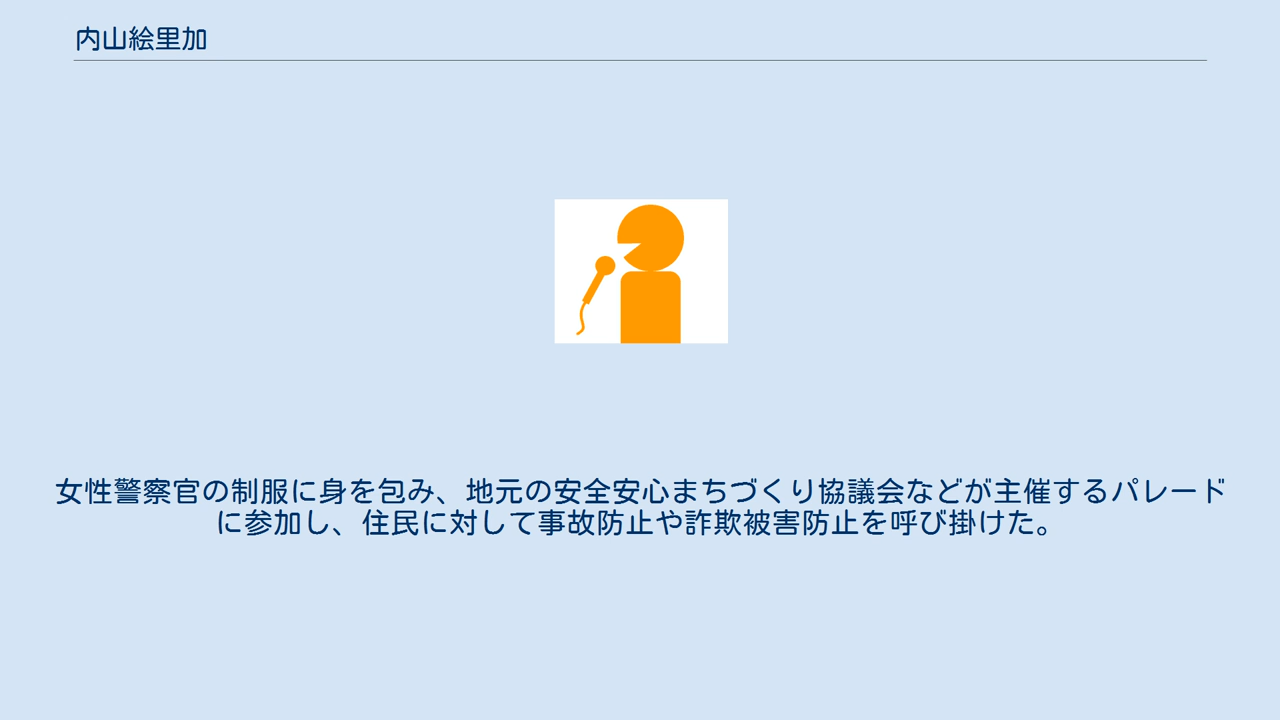 内山絵里加
女性警察官の制服に身を包み、地元の安全安心まちづくり協議会などが主催するパレード
に参加し、住民に対して事故防止や詐欺被害防止を呼び掛けた。